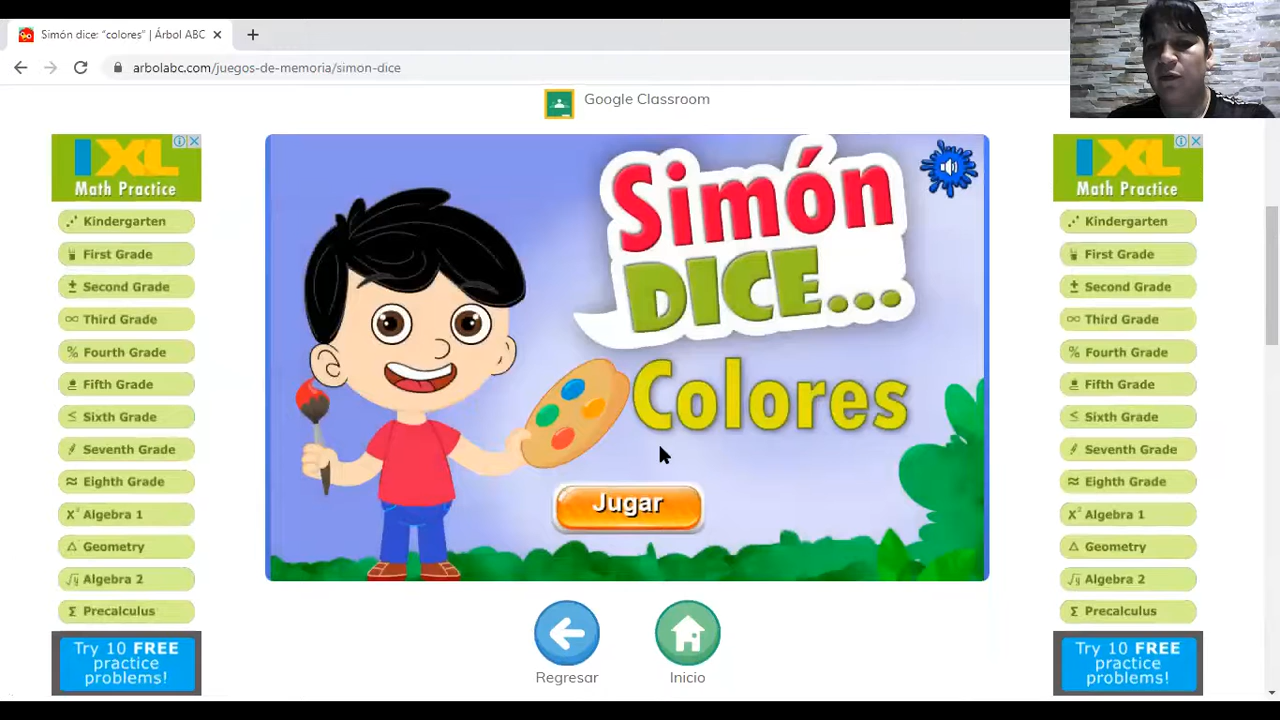 Simón dice: "colores" | Árbol ABC
arbolabc.com/juegos-de-memoria/simon-dice
Google Classroom
IXL
Math Practice
Kindergarten
First Grade
Second Grade
Third Grade
Fourth Grade
Fifth Grade
Sixth Grade
Seventh Grade
Eighth Grade
Algebra 1
Geometry
Algebra 2
Precalculus
Try 10 FREE
practice
problems!
Simón
DICE...
Colores
Jugar
Regresar
Inicio
IXL
Math Practice
Kindergarten
First Grade
Second Grade
Third Grade
Fourth Grade
Fifth Grade
Sixth Grade
Seventh Grade
Eighth Grade
Algebra 1
Geometry
Algebra 2
Precalculus
Try 10 FREE
practice
problems!